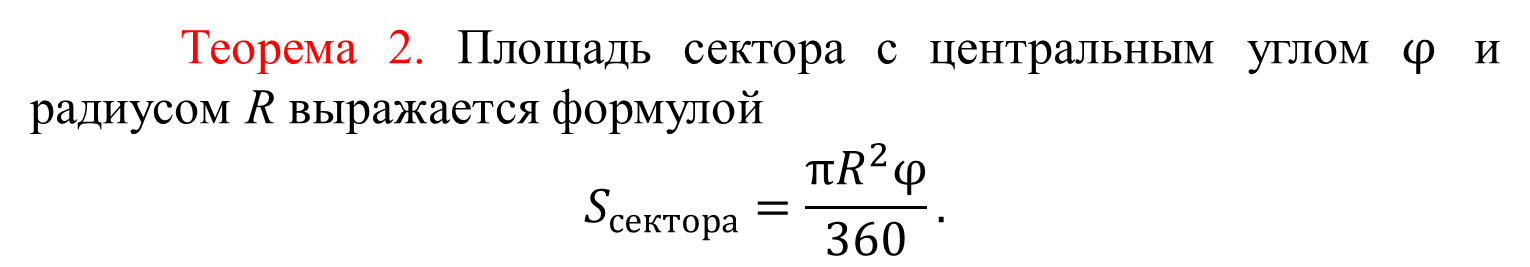 Теорема 2. Площадь сектора с центральным углом φ и
радиусом R выражается формулой
S_сектора = πR²φ / 360 .